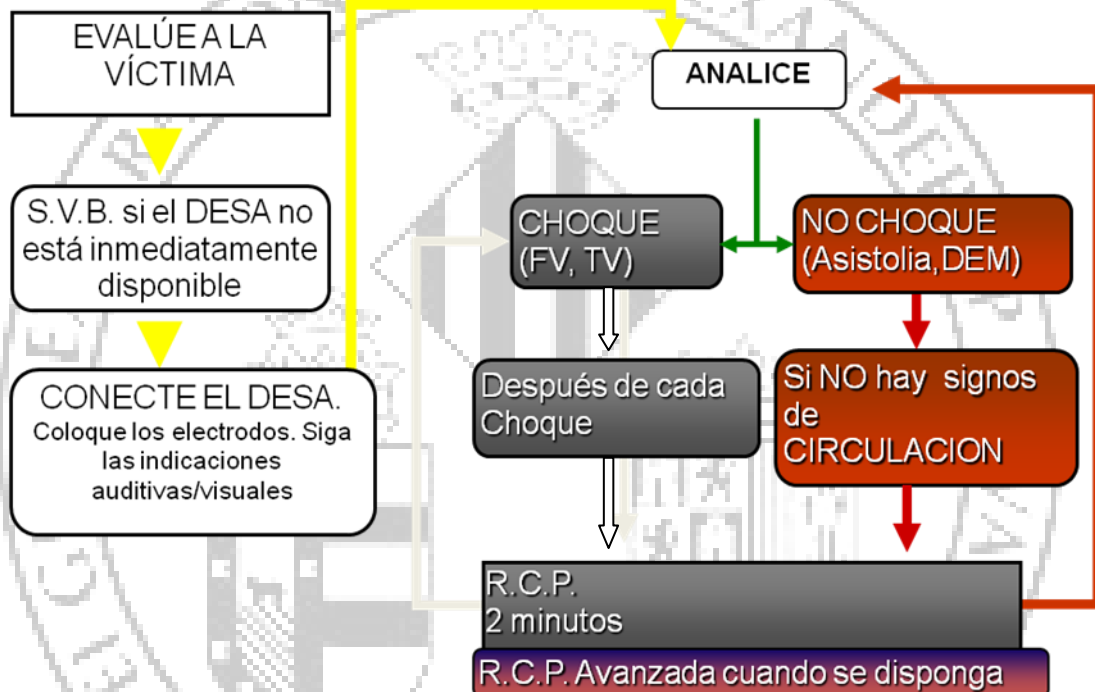 EVALÚE A LA
VÍCTIMA
S.V.B. si el DESA no
está inmediatamente
disponible
CONECTE EL DESA.
Coloque los electrodos. Siga
las indicaciones
auditivas/visuales
ANALICE
CHOQUE
(FV, TV)
NO CHOQUE
(Asistolia,DEM)
Después de cada
Choque
Si NO hay signos
de
CIRCULACION
R.C.P.
2 minutos
R.C.P. Avanzada cuando se disponga